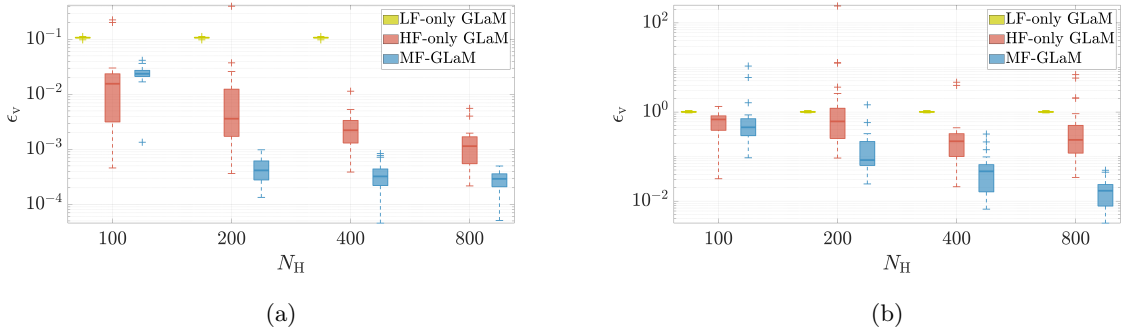 LF-only GLaM
HF-only GLaM
MF-GLaM
10^{-1}
10^{-2}
10^{-3}
10^{-4}
ϵ_v
100 200 400 800
N_H
(a)
LF-only GLaM
HF-only GLaM
MF-GLaM
10^2
10^0
10^{-2}
ϵ_v
100 200 400 800
N_H
(b)